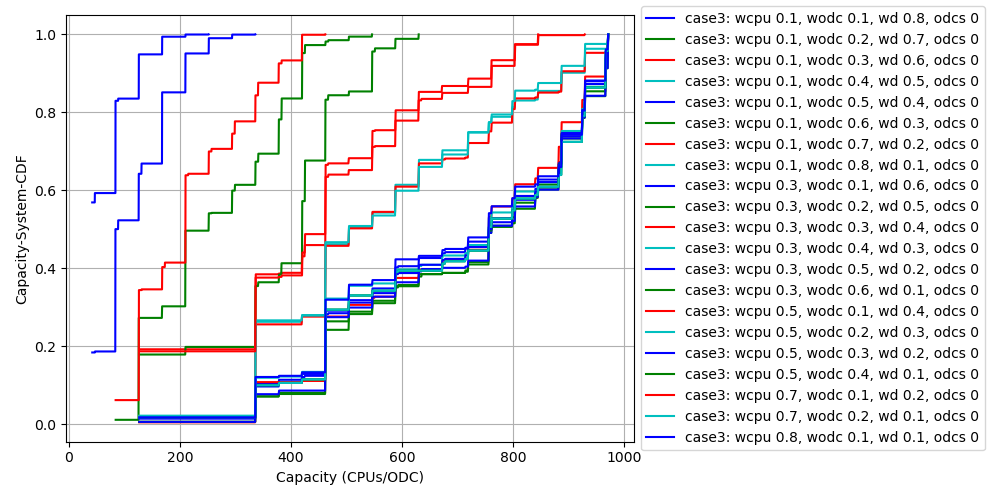 1.0
0.8
0.6
0.4
0.2
0.0
Capacity-System-CDF
0 200 400 600 800 1000
Capacity (CPUs/ODC)
case3: wcpu 0.1, wodc 0.1, wd 0.8, odcs 0
case3: wcpu 0.1, wodc 0.2, wd 0.7, odcs 0
case3: wcpu 0.1, wodc 0.3, wd 0.6, odcs 0
case3: wcpu 0.1, wodc 0.4, wd 0.5, odcs 0
case3: wcpu 0.1, wodc 0.5, wd 0.4, odcs 0
case3: wcpu 0.1, wodc 0.6, wd 0.3, odcs 0
case3: wcpu 0.1, wodc 0.7, wd 0.2, odcs 0
case3: wcpu 0.1, wodc 0.8, wd 0.1, odcs 0
case3: wcpu 0.3, wodc 0.1, wd 0.6, odcs 0
case3: wcpu 0.3, wodc 0.2, wd 0.5, odcs 0
case3: wcpu 0.3, wodc 0.3, wd 0.4, odcs 0
case3: wcpu 0.3, wodc 0.4, wd 0.3, odcs 0
case3: wcpu 0.3, wodc 0.5, wd 0.2, odcs 0
case3: wcpu 0.3, wodc 0.6, wd 0.1, odcs 0
case3: wcpu 0.5, wodc 0.1, wd 0.4, odcs 0
case3: wcpu 0.5, wodc 0.2, wd 0.3, odcs 0
case3: wcpu 0.5, wodc 0.3, wd 0.2, odcs 0
case3: wcpu 0.5, wodc 0.4, wd 0.1, odcs 0
case3: wcpu 0.7, wodc 0.1, wd 0.2, odcs 0
case3: wcpu 0.7, wodc 0.2, wd 0.1, odcs 0
case3: wcpu 0.8, wodc 0.1, wd 0.1, odcs 0